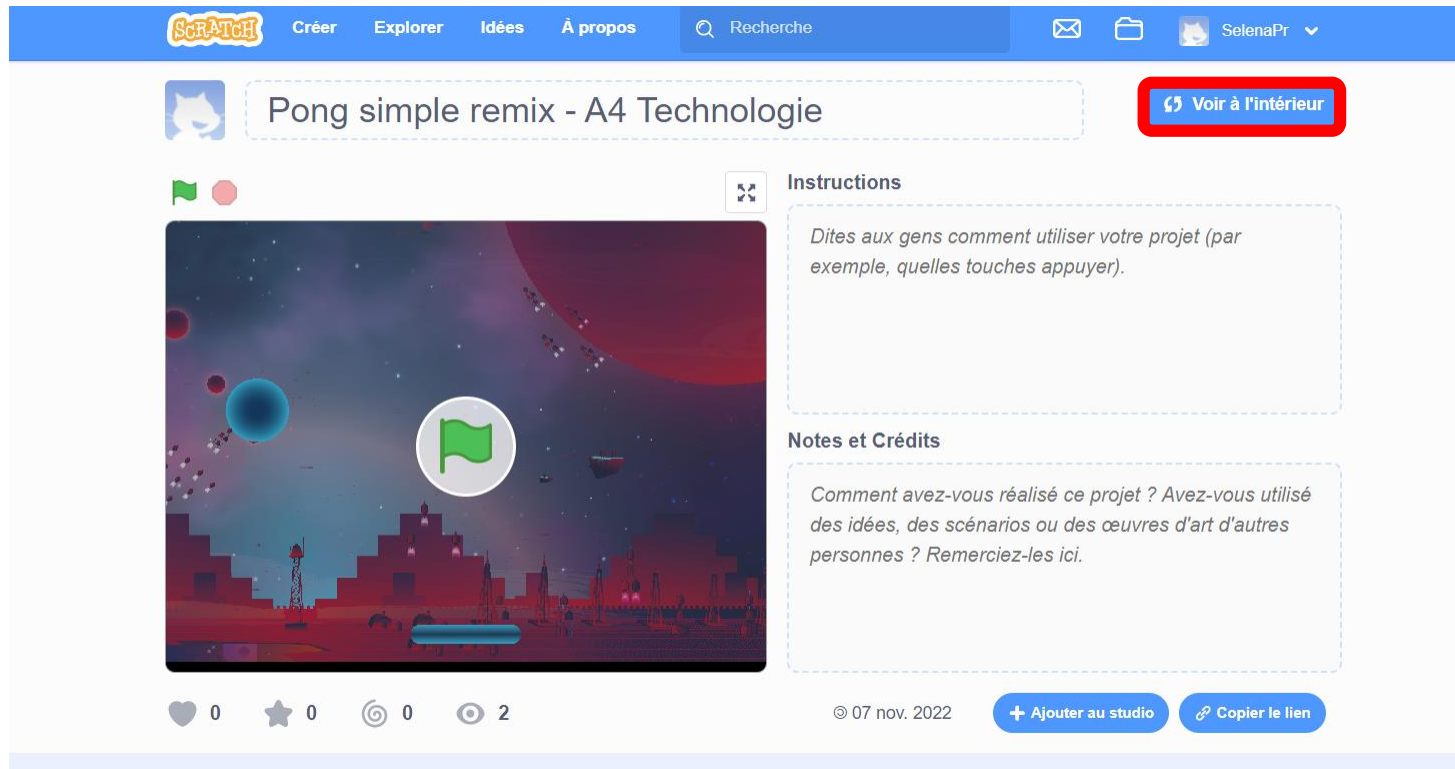 SCRATCH Créer Explorer Idées À propos Recherche SelenaPr
Pong simple remix - A4 Technologie
Voir à l'intérieur
Instructions
Dites aux gens comment utiliser votre projet (par
exemple, quelles touches appuyer).
Notes et Crédits
Comment avez-vous réalisé ce projet ? Avez-vous utilisé
des idées, des scénarios ou des œuvres d'art d'autres
personnes ? Remerciez-les ici.
0 0 0 2
07 nov. 2022
Ajouter au studio
Copier le lien